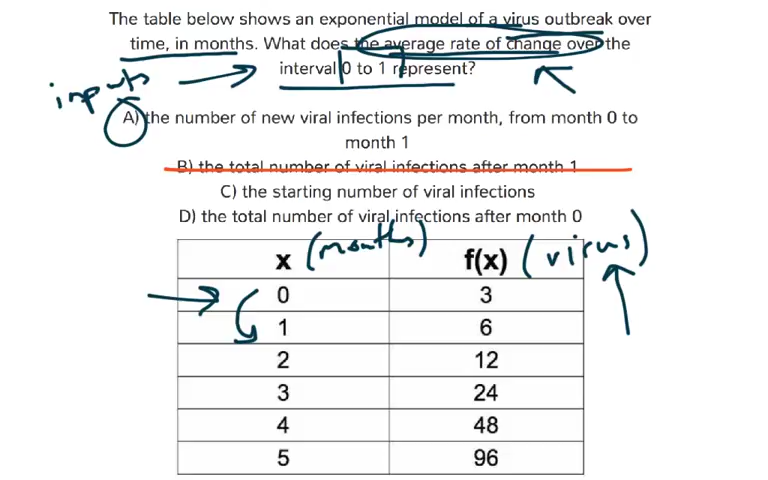 The table below shows an exponential model of a virus outbreak over
time, in months. What does the average rate of change over the
interval 0 to 1 represent?
inputs
A) the number of new viral infections per month, from month 0 to
month 1
B) the total number of viral infections after month 1
C) the starting number of viral infections
D) the total number of viral infections after month 0
x (months) f(x) (virus)
0 3
1 6
2 12
3 24
4 48
5 96